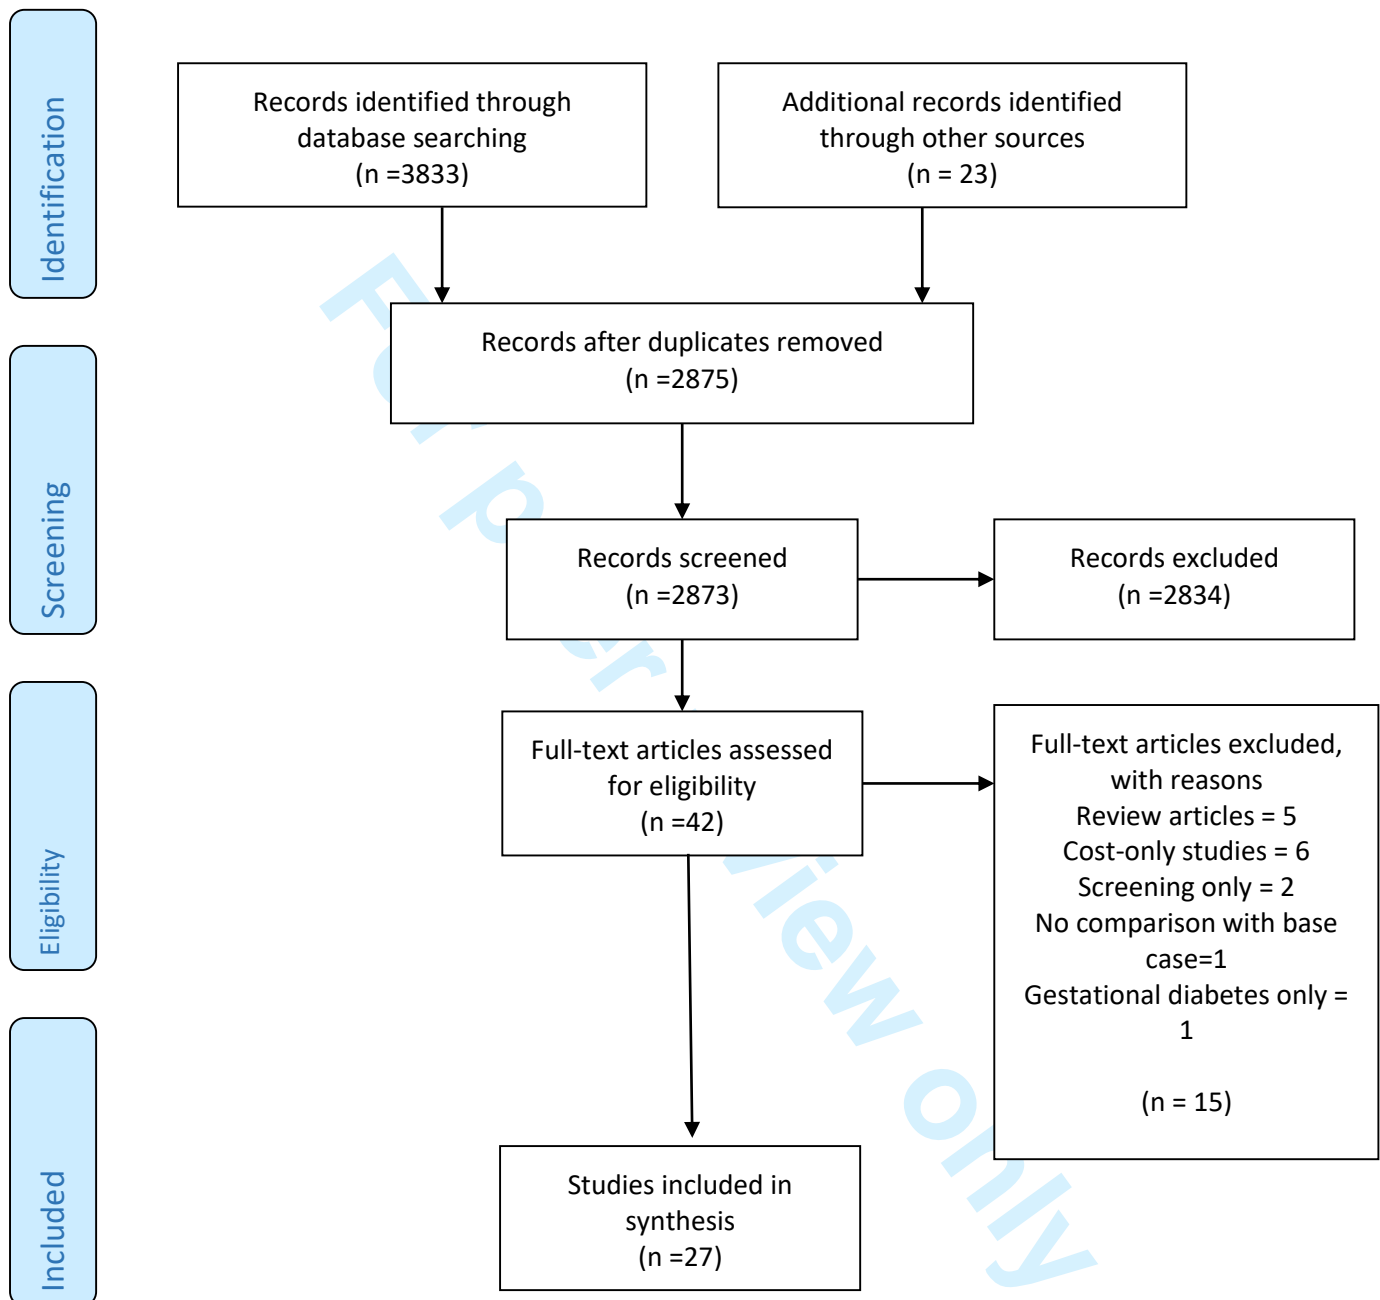 Identification
Records identified through
database searching
(n =3833)
Additional records identified
through other sources
(n = 23)
Records after duplicates removed
(n =2875)
Screening
Records screened
(n =2873)
Records excluded
(n =2834)
Eligibility
Full-text articles assessed
for eligibility
(n =42)
Full-text articles excluded,
with reasons
Review articles = 5
Cost-only studies = 6
Screening only = 2
No comparison with base
case=1
Gestational diabetes only =
1
(n = 15)
Included
Studies included in
synthesis
(n =27)
For peer review only